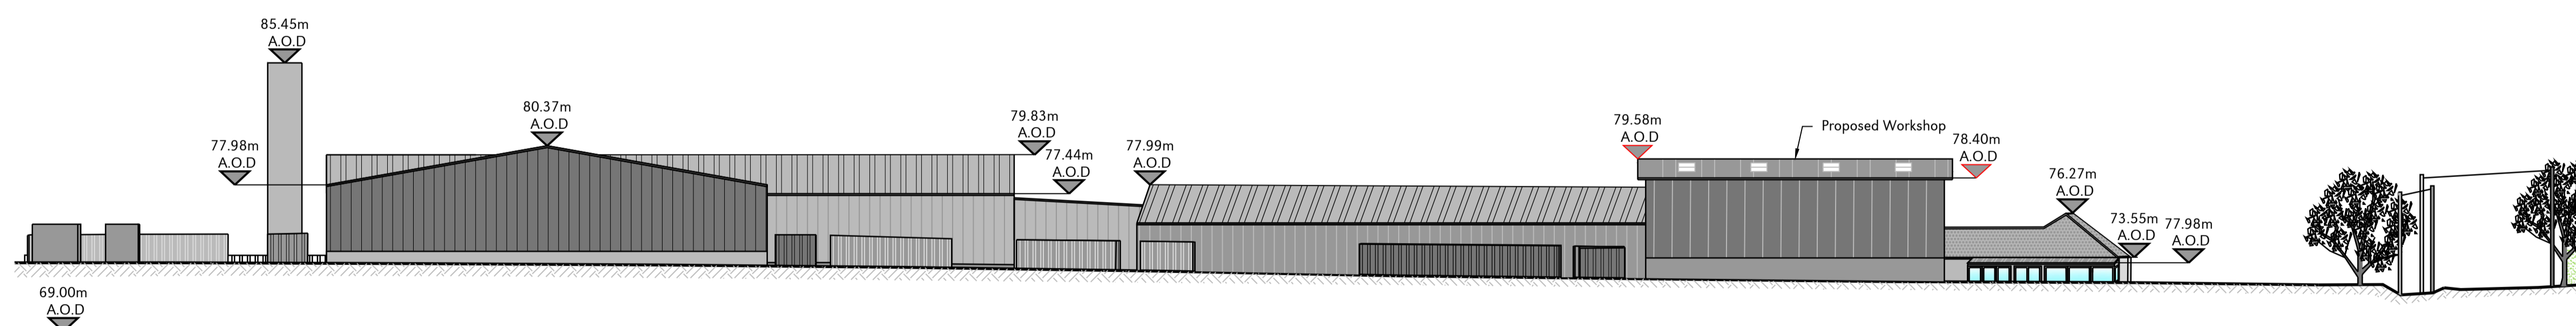 85.45m
A.O.D
80.37m
A.O.D
77.98m
A.O.D
79.83m
A.O.D
77.44m
A.O.D
77.99m
A.O.D
79.58m
A.O.D
Proposed Workshop
78.40m
A.O.D
76.27m
A.O.D
73.55m
A.O.D
77.98m
A.O.D
69.00m
A.O.D